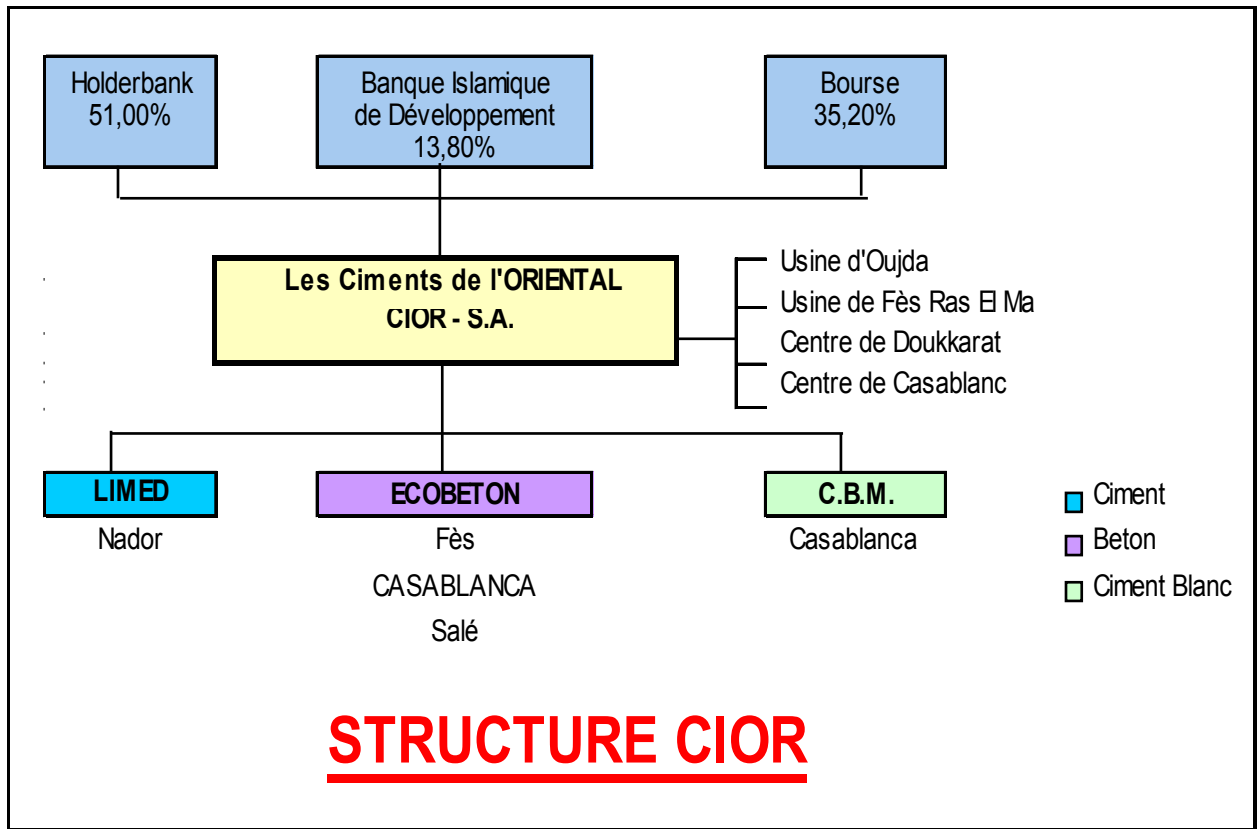 Holderbank
51,00%
Banque Islamique
de Développement
13,80%
Bourse
35,20%
Les Ciments de l'ORIENTAL
CIOR - S.A.
Usine d'Oujda
Usine de Fès Ras El Ma
Centre de Doukkarat
Centre de Casablanc
LIMED
Nador
ECOBETON
Fès
CASABLANCA
Salé
C.B.M.
Casablanca
Ciment
Beton
Ciment Blanc
STRUCTURE CIOR